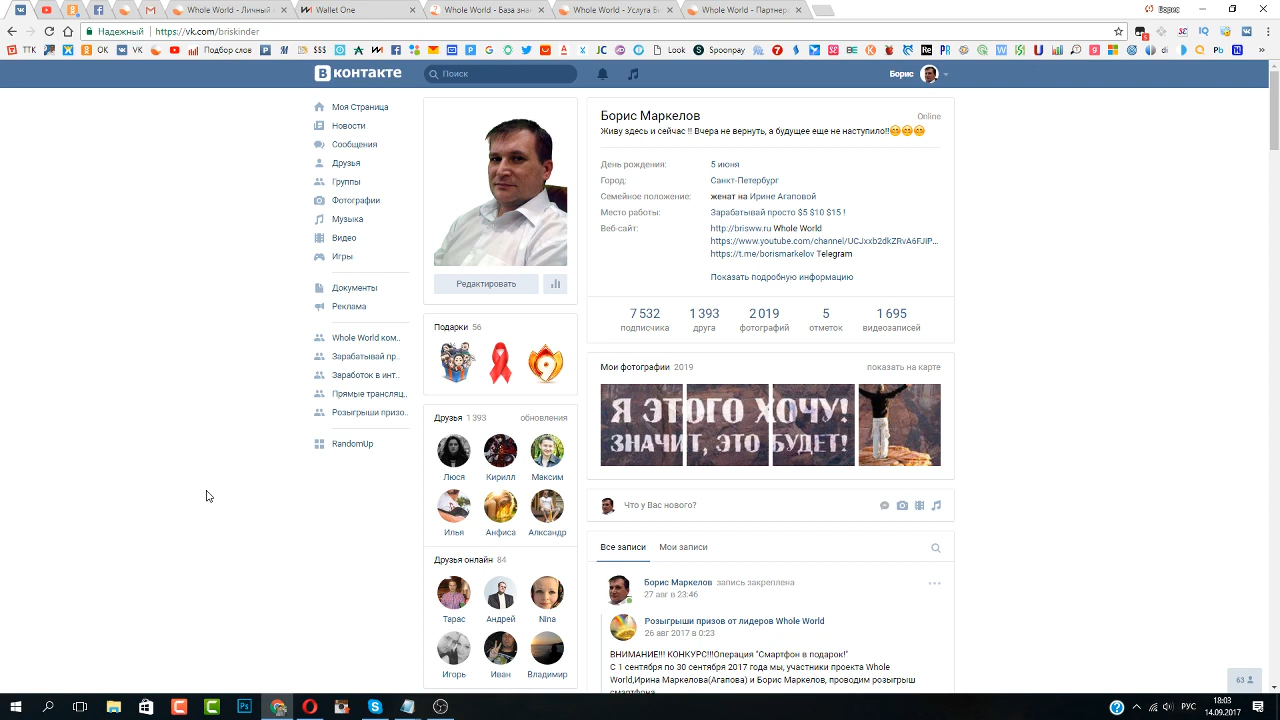 Whole World - Личный
Wallet One
Whole World - База зна
Whole World - Услуга Би
Whole World - Партнер
Борис
Надежный
https://vk.com/briskinder
ТТК
ЯК
ОК
VK
Подбор слов
$$$
JC
Look
Spoopray
ВКОНТАКТЕ
Поиск
Борис
Моя Страница
Новости
Сообщения
Друзья
Группы
Фотографии
Музыка
Видео
Игры
Документы
Реклама
Whole World ком..
Зарабатывай пр..
Заработок в инт..
Прямые трансляц..
Розыгрыши призо..
RandomUp
Редактировать
Подарки 56
Друзья 1 393 обновления
Люся Кирилл Максим
Илья Анфиса Алксандр
Друзья онлайн 84
Тарас Андрей Nina
Игорь Иван Владимир
Борис Маркелов Online
Живу здесь и сейчас !! Вчера не вернуть, а будущее еще не наступило!!
День рождения: 5 июня
Город: Санкт-Петербург
Семейное положение: женат на Ирине Агаповой
Место работы: Зарабатывай просто $5 $10 $15 !
Веб-сайт: http://brisww.ru Whole World
https://www.youtube.com/channel/UCJxxb2dkZRvA6FJIP...
https://t.me/borismarkelov Telegram
Показать подробную информацию
7 532 1 393 2 019 5 1 695
подписчика друга фотографий отметок видеозаписей
Мои фотографии 2019 показать на карте
Я ЭТОГО ХОЧУ!
ЗНАЧИТ, ЭТО БУДЕТ!
Что у Вас нового?
Все записи Мои записи
Борис Маркелов запись закреплена
27 авг в 23:46
Розыгрыши призов от лидеров Whole World
26 авг 2017 в 0:23
ВНИМАНИЕ!!! КОНКУРС!!!Операция "Смартфон в подарок!"
С 1 сентября по 30 сентября 2017 года мы, участники проекта Whole
World,Ирина Маркелова(Агапова) и Борис Маркелов, проводим розыгрыш
смартфона
63
РУС
18:03
14.09.2017